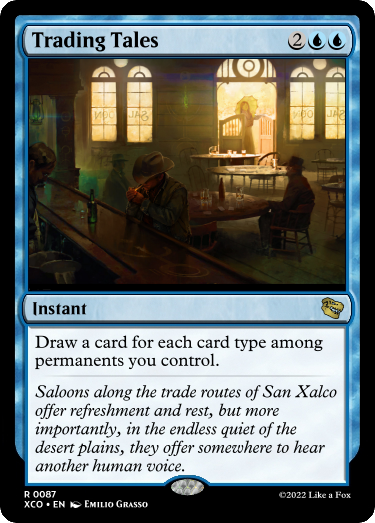 Trading Tales 2
Instant
Draw a card for each card type among
permanents you control.
Saloons along the trade routes of San Xalco
offer refreshment and rest, but more
importantly, in the endless quiet of the
desert plains, they offer somewhere to hear
another human voice.
R 0087
XCO • EN Emilio Grasso
©2022 Like a Fox